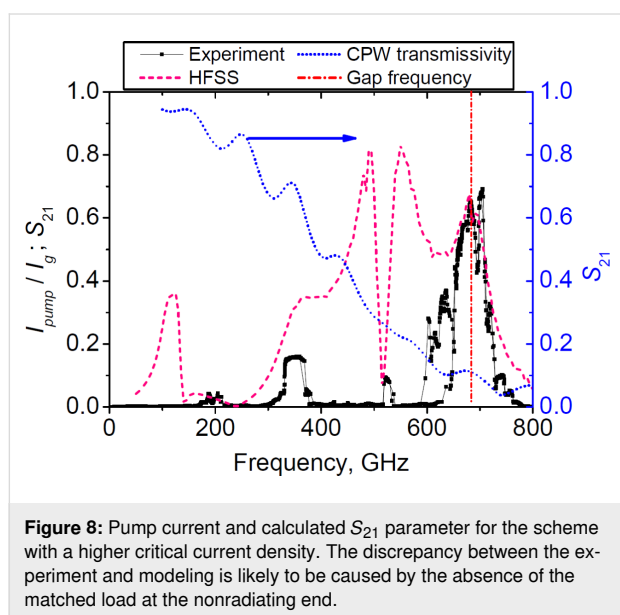 Experiment
CPW transmissivity
HFSS
Gap frequency
1.0
0.8
0.6
0.4
0.2
0.0
I_pump / I_g ; S_21
1.0
0.8
0.6
0.4
0.2
0.0
S_21
0
200
400
600
800
Frequency, GHz
Figure 8: Pump current and calculated S_21 parameter for the scheme
with a higher critical current density. The discrepancy between the ex-
periment and modeling is likely to be caused by the absence of the
matched load at the nonradiating end.